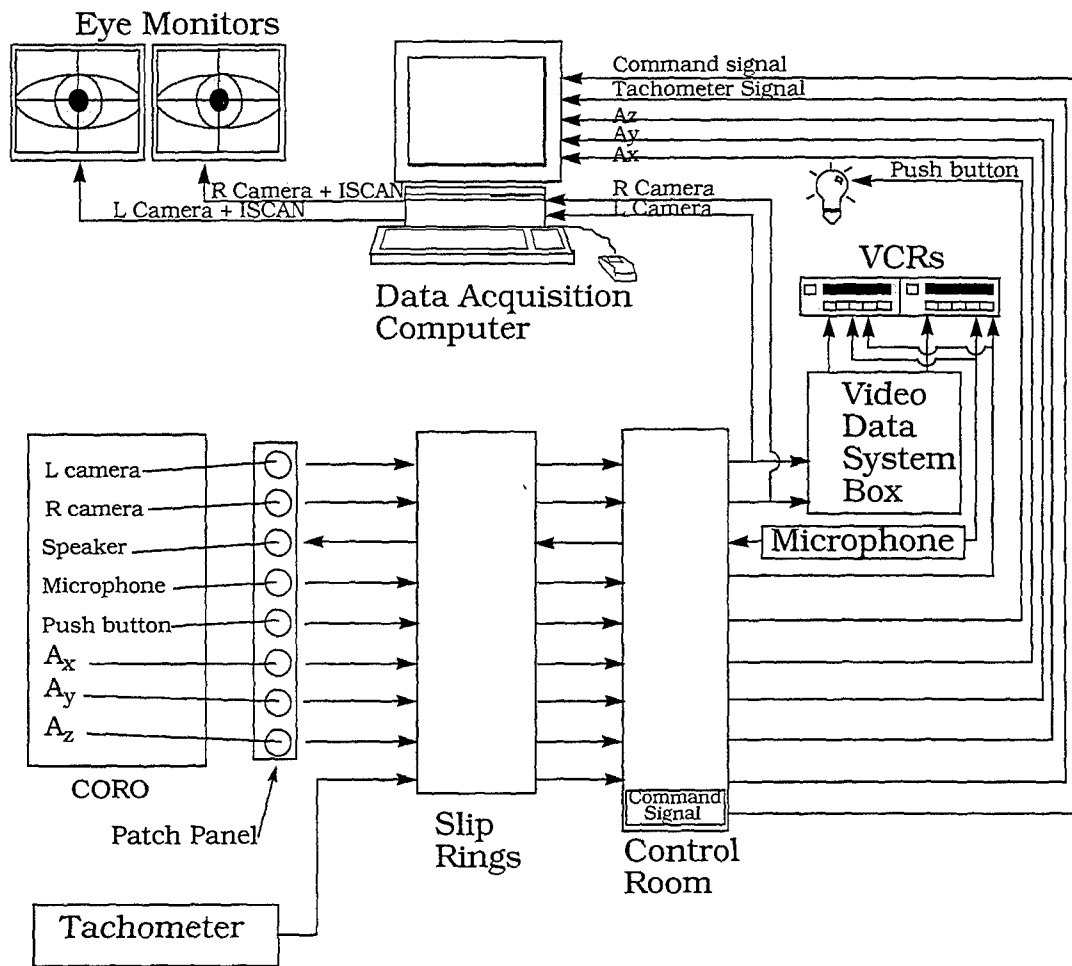 Eye Monitors
Command signal
Tachometer Signal
Az
Ay
Ax
Push button
R Camera + ISCAN
L Camera + ISCAN
R Camera
L Camera
VCRs
Data Acquisition
Computer
Video
Data
System
Box
L camera
R camera
Speaker
Microphone
Push button
Ax
Ay
Az
Microphone
CORO
Patch Panel
Slip
Rings
Command
Signal
Control
Room
Tachometer